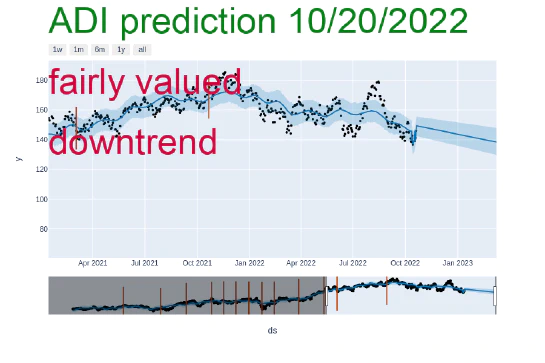 ADI prediction 10/20/2022
1w 1m 6m 1y all
fairly valued
downtrend
180
160
140
120
100
80
y
Apr 2021 Jul 2021 Oct 2021 Jan 2022 Apr 2022 Jul 2022 Oct 2022 Jan 2023
ds